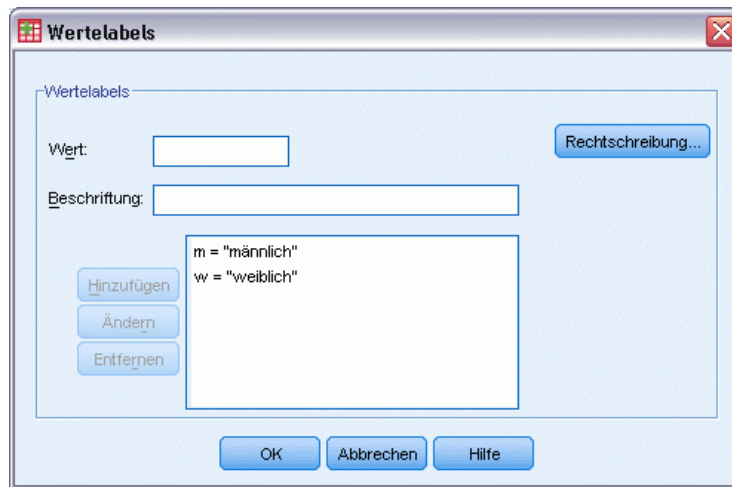 Wertelabels
Wertelabels
Wert:
Rechtschreibung...
Beschriftung:
m = "männlich"
w = "weiblich"
Hinzufügen
Ändern
Entfernen
OK Abbrechen Hilfe